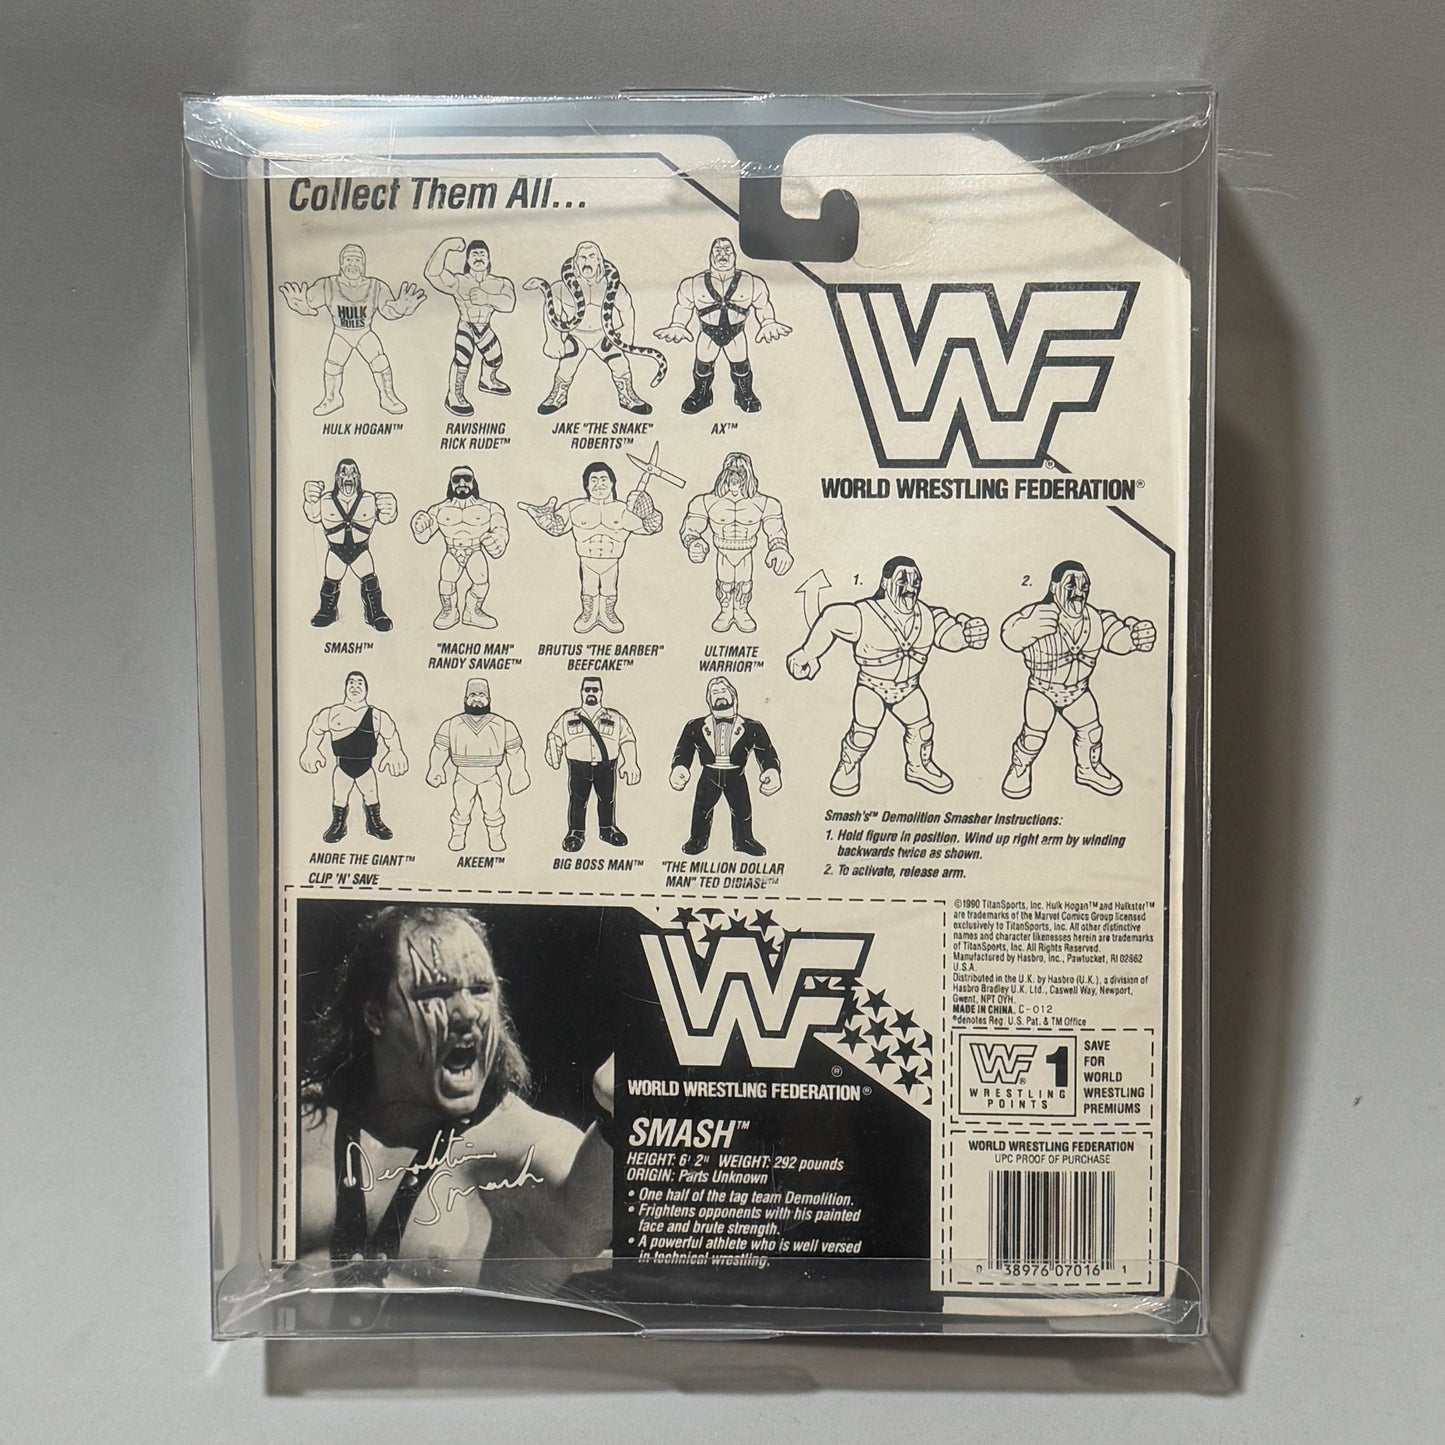 Collect Them All...
HULK
RULES
HULK HOGAN™
RAVISHING
RICK RUDE™
JAKE "THE SNAKE"
ROBERTS™
AX™
WF
®
WORLD WRESTLING FEDERATION®
SMASH™
"MACHO MAN"
RANDY SAVAGE™
BRUTUS "THE BARBER"
BEEFCAKE™
ULTIMATE
WARRIOR™
1.
2.
ANDRE THE GIANT™
AKEEM™
BIG BOSS MAN™
"THE MILLION DOLLAR
MAN" TED DIBIASE™
Smash's™ Demolition Smasher Instructions:
1. Hold figure in position. Wind up right arm by winding
backwards twice as shown.
2. To activate, release arm.
CLIP 'N' SAVE
Demolition
Smash
WF
®
WORLD WRESTLING FEDERATION®
SMASH™
HEIGHT: 6' 2" WEIGHT: 292 pounds
ORIGIN: Parts Unknown
• One half of the tag team Demolition.
• Frightens opponents with his painted
face and brute strength.
• A powerful athlete who is well versed
in technical wrestling.
©1990 TitanSports, Inc. Hulk Hogan™ and Hulkster™
are trademarks of the Marvel Comics Group licensed
exclusively to TitanSports, Inc. All other distinctive
names and character likenesses herein are trademarks
of TitanSports, Inc. All Rights Reserved.
Manufactured by Hasbro, Inc., Pawtucket, RI 02862
U.S.A.
Distributed in the U.K. by Hasbro (U.K.), a division of
Hasbro Bradley U.K. Ltd., Caswell Way, Newport,
Gwent, NPT OYH.
MADE IN CHINA. C-012
®denotes Reg. U.S. Pat. & TM Office
WF® 1
WRESTLING
POINTS
SAVE
FOR
WORLD
WRESTLING
PREMIUMS
WORLD WRESTLING FEDERATION
UPC PROOF OF PURCHASE
0 38976 07016 1